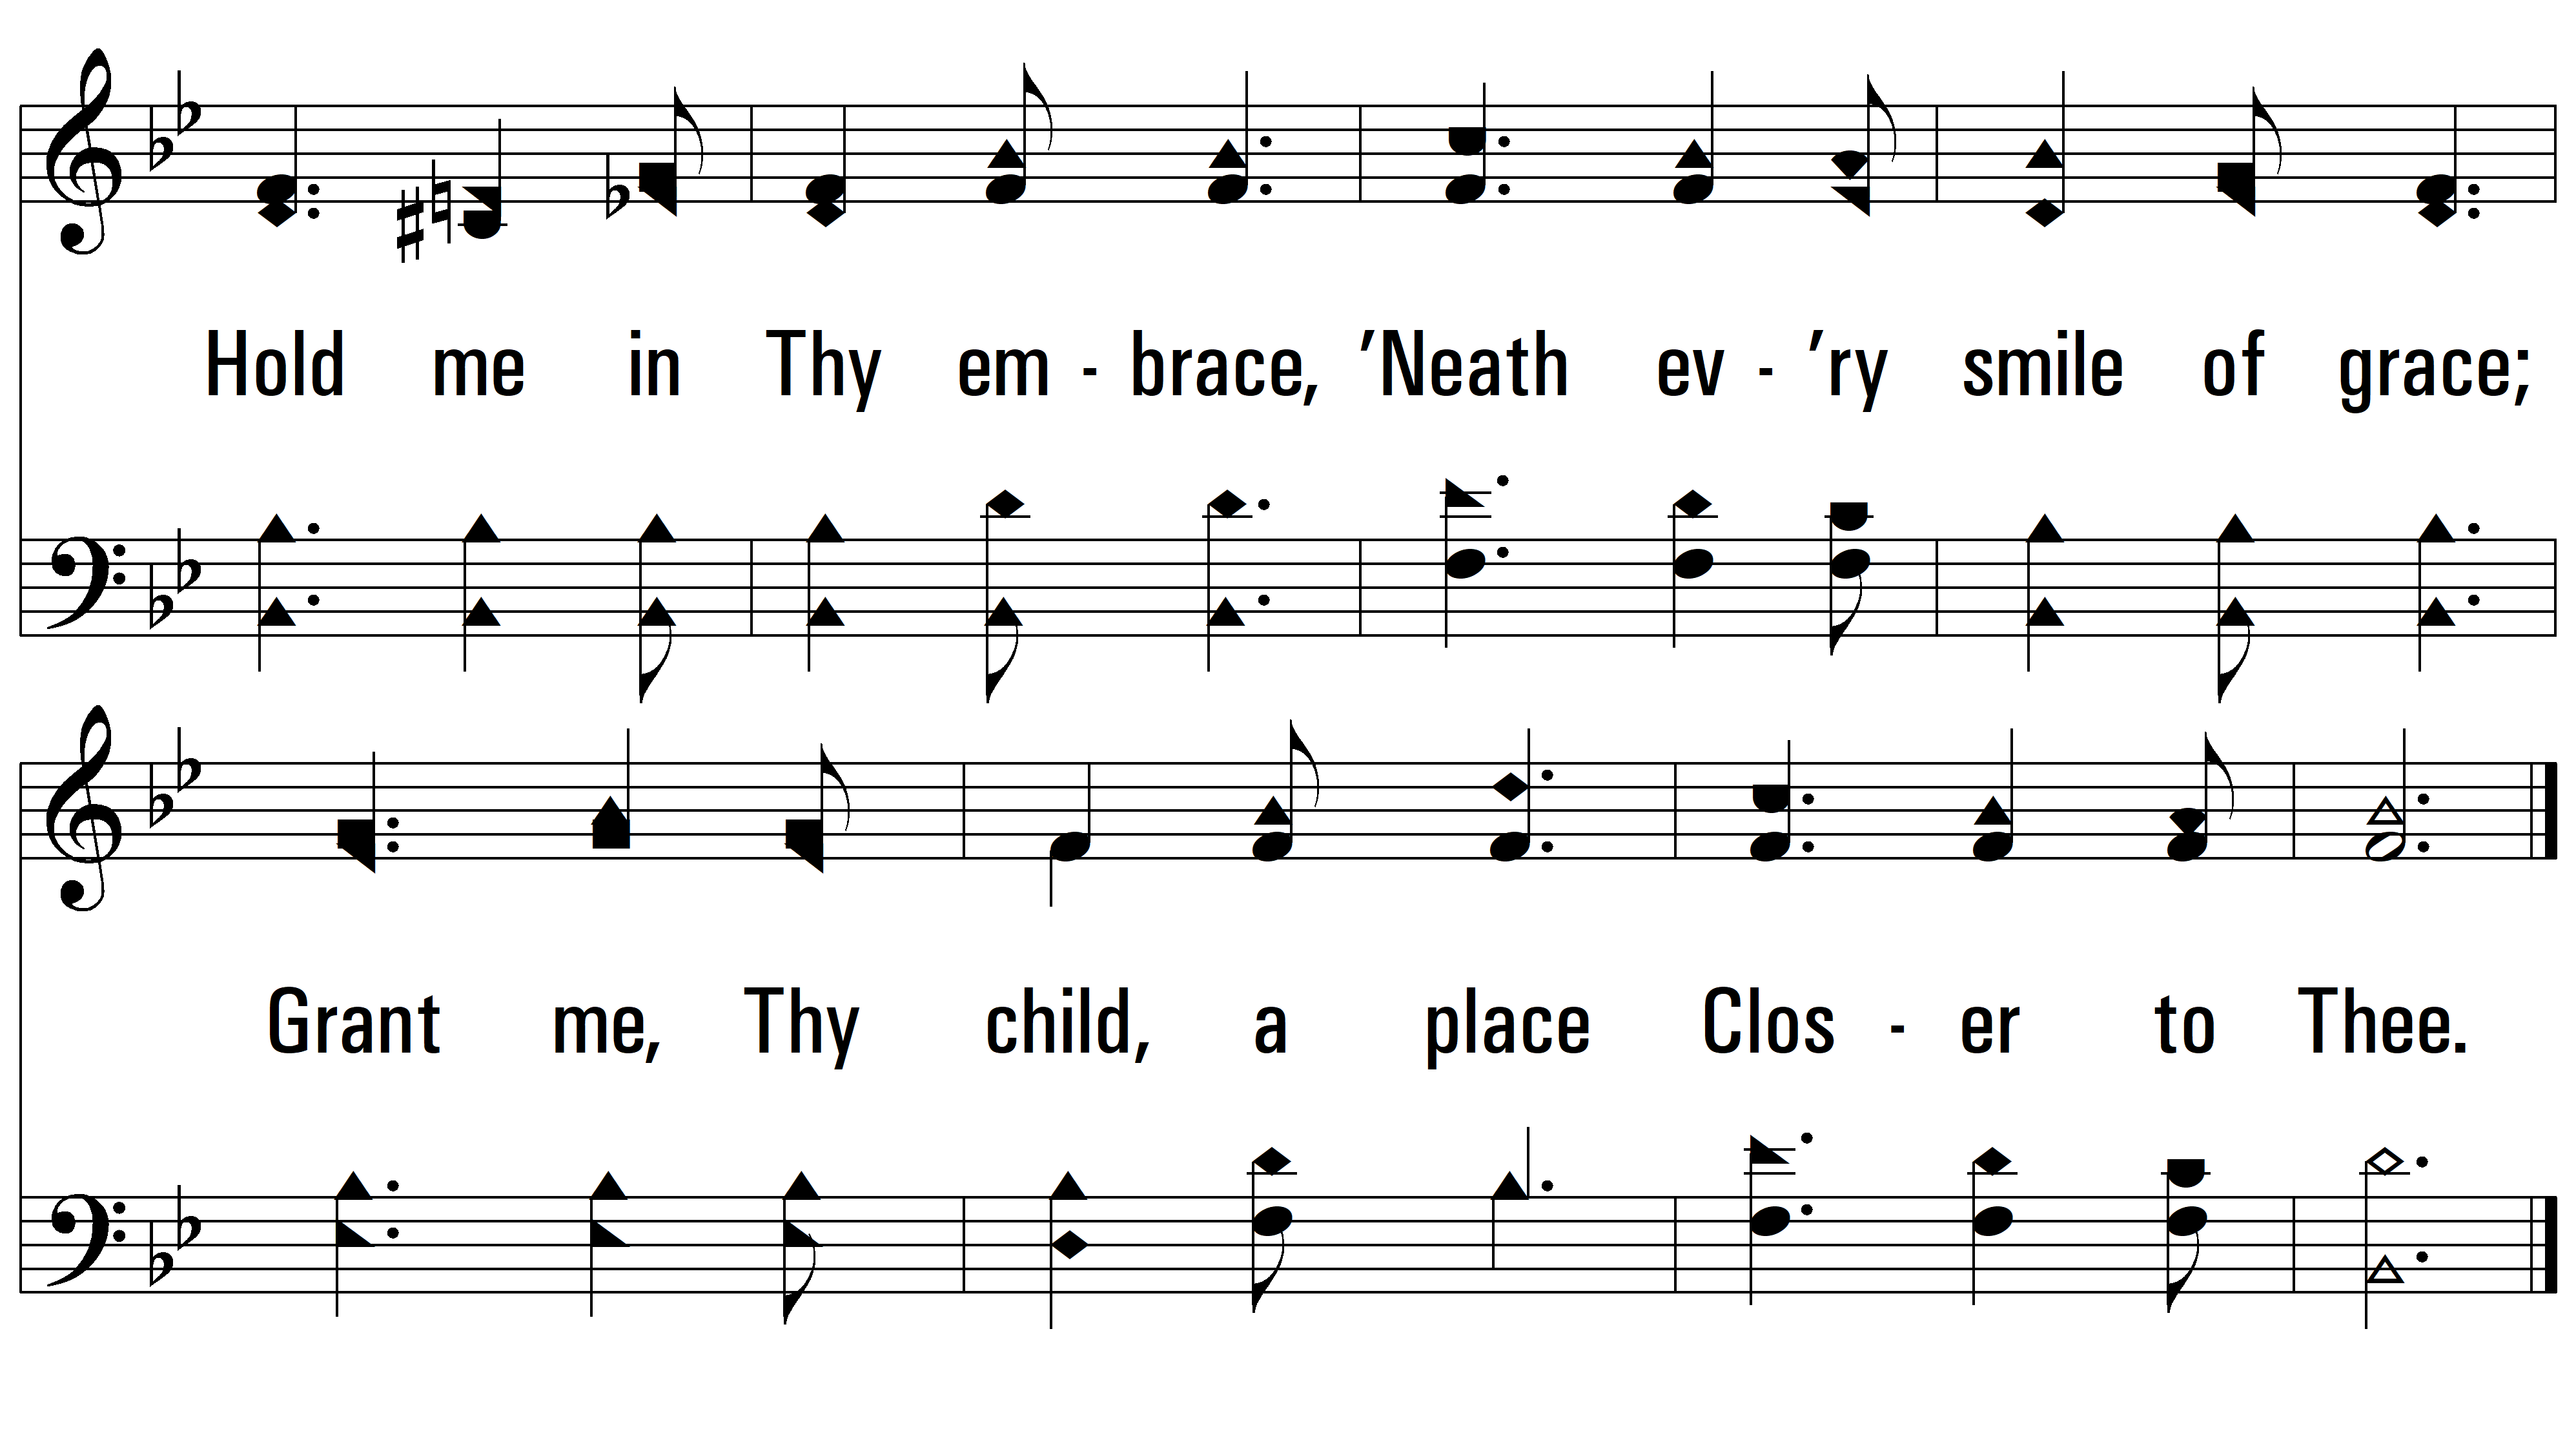 Hold me in Thy em - brace, ’Neath ev - ’ry smile of grace;
Grant me, Thy child, a place Clos - er to Thee.